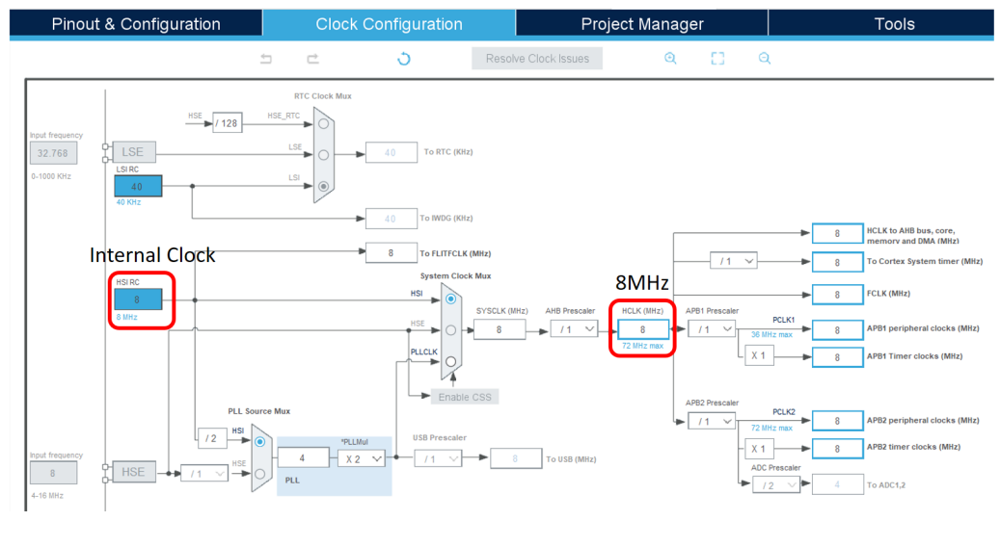 Pinout & Configuration
Clock Configuration
Project Manager
Tools
Resolve Clock Issues
RTC Clock Mux
HSE
/ 128
HSE_RTC
Input frequency
32.768
0-1000 KHz
LSE
LSE
40
To RTC (KHz)
LSI RC
40
40 KHz
LSI
40
To IWDG (KHz)
Internal Clock
8
To FLITFCLK (MHz)
HSI RC
8
8 MHz
System Clock Mux
HSI
HSE
PLLCLK
SYSCLK (MHz)
8
AHB Prescaler
/ 1
8MHz
HCLK (MHz)
8
72 MHz max
8
HCLK to AHB bus, core,
memory and DMA (MHz)
/ 1
8
To Cortex System timer (MHz)
8
FCLK (MHz)
APB1 Prescaler
/ 1
PCLK1
36 MHz max
8
APB1 peripheral clocks (MHz)
X 1
8
APB1 Timer clocks (MHz)
Enable CSS
APB2 Prescaler
/ 1
PCLK2
72 MHz max
8
APB2 peripheral clocks (MHz)
X 1
8
APB2 timer clocks (MHz)
ADC Prescaler
/ 2
4
To ADC1,2
PLL Source Mux
/ 2
HSI
HSE
4
*PLLMul
X 2
PLL
USB Prescaler
/ 1
8
To USB (MHz)
Input frequency
8
4-16 MHz
HSE
/ 1